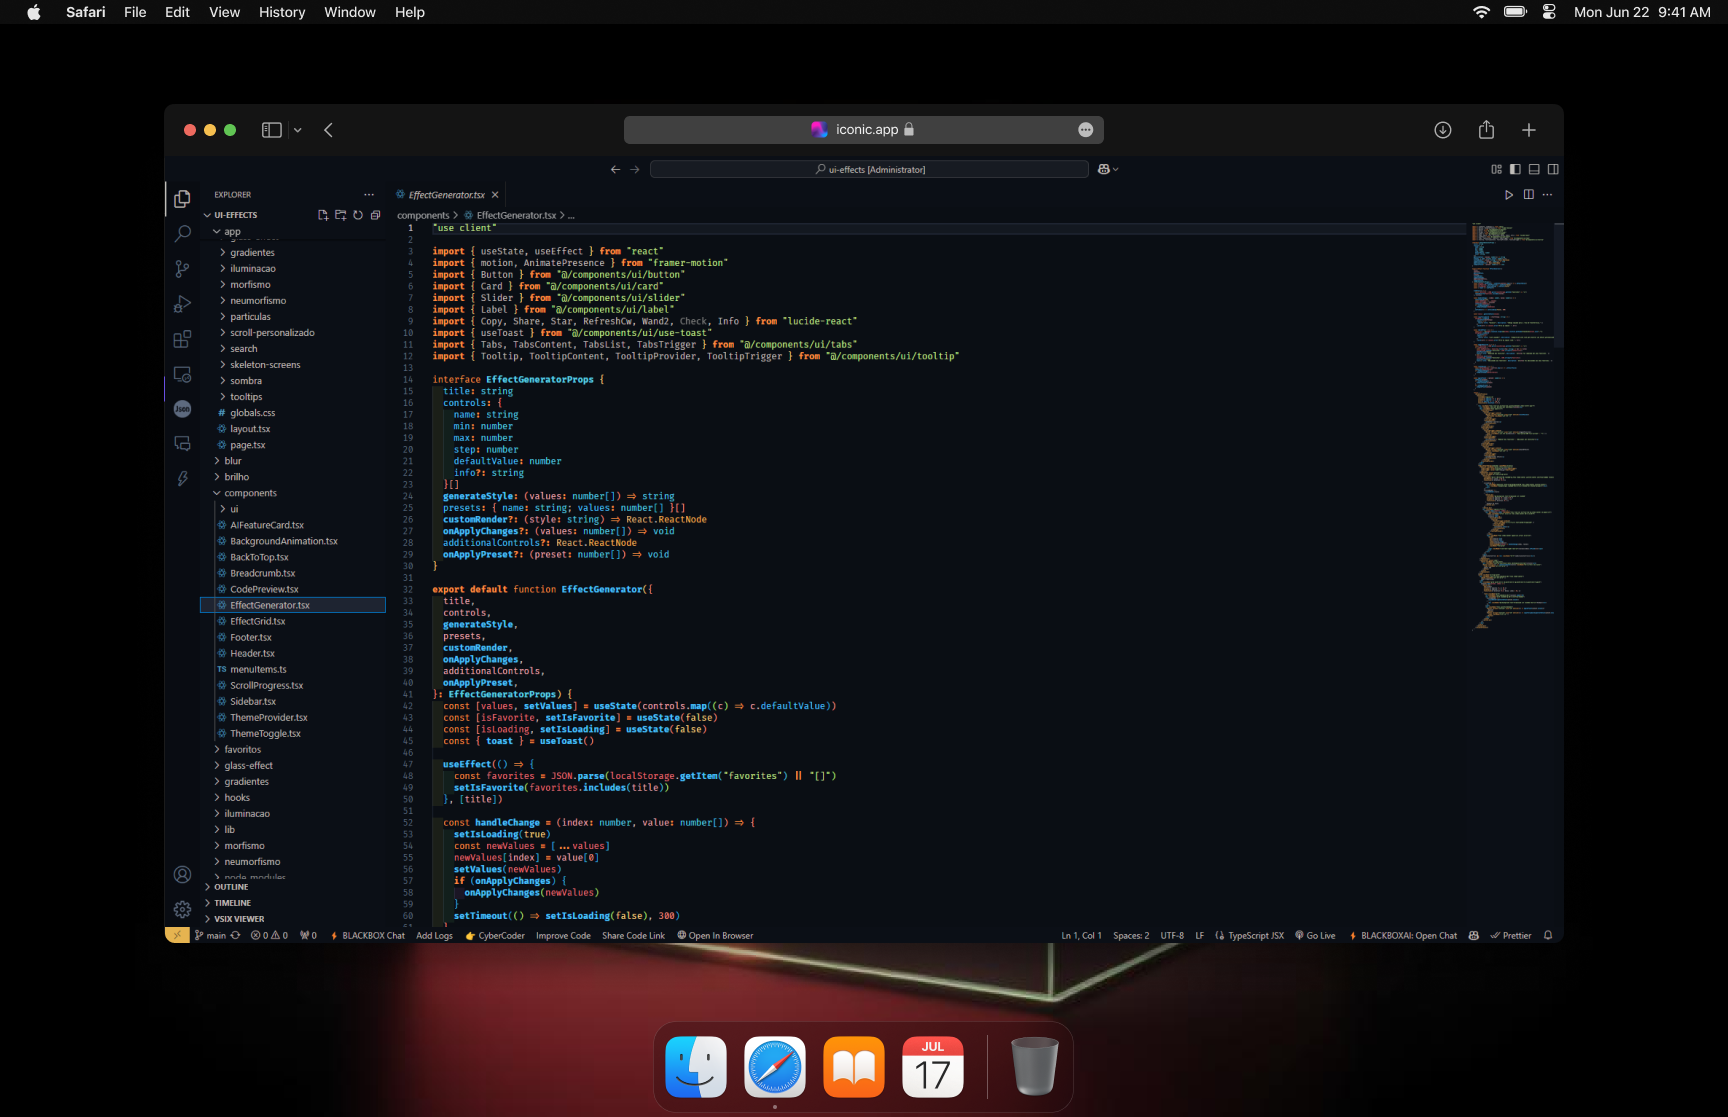 Safari File Edit View History Window Help
Mon Jun 22 9:41 AM
iconic.app
ui-effects [Administrator]
EXPLORER
UI-EFFECTS
app
gradientes
iluminacao
morfismo
neumorfismo
particulas
scroll-personalizado
search
skeleton-screens
sombra
tooltips
# globals.css
layout.tsx
page.tsx
blur
brilho
components
ui
AIFeatureCard.tsx
BackgroundAnimation.tsx
BackToTop.tsx
Breadcrumb.tsx
CodePreview.tsx
EffectGenerator.tsx
EffectGrid.tsx
Footer.tsx
Header.tsx
TS menuItems.ts
ScrollProgress.tsx
Sidebar.tsx
ThemeProvider.tsx
ThemeToggle.tsx
favoritos
glass-effect
gradientes
hooks
iluminacao
lib
morfismo
neumorfismo
node_modules
OUTLINE
TIMELINE
VSIX VIEWER
Json
EffectGenerator.tsx
components > EffectGenerator.tsx > ...
1 "use client"
2
3 import { useState, useEffect } from "react"
4 import { motion, AnimatePresence } from "framer-motion"
5 import { Button } from "@/components/ui/button"
6 import { Card } from "@/components/ui/card"
7 import { Slider } from "@/components/ui/slider"
8 import { Label } from "@/components/ui/label"
9 import { Copy, Share, Star, RefreshCw, Wand2, Check, Info } from "lucide-react"
10 import { useToast } from "@/components/ui/use-toast"
11 import { Tabs, TabsContent, TabsList, TabsTrigger } from "@/components/ui/tabs"
12 import { Tooltip, TooltipContent, TooltipProvider, TooltipTrigger } from "@/components/ui/tooltip"
13
14 interface EffectGeneratorProps {
15 title: string
16 controls: {
17 name: string
18 min: number
19 max: number
20 step: number
21 defaultValue: number
22 info?: string
23 }[]
24 generateStyle: (values: number[]) ⇒ string
25 presets: { name: string; values: number[] }[]
26 customRender?: (style: string) ⇒ React.ReactNode
27 onApplyChanges?: (values: number[]) ⇒ void
28 additionalControls?: React.ReactNode
29 onApplyPreset?: (preset: number[]) ⇒ void
30 }
31
32 export default function EffectGenerator({
33 title,
34 controls,
35 generateStyle,
36 presets,
37 customRender,
38 onApplyChanges,
39 additionalControls,
40 onApplyPreset,
41 }: EffectGeneratorProps) {
42 const [values, setValues] = useState(controls.map((c) ⇒ c.defaultValue))
43 const [isFavorite, setIsFavorite] = useState(false)
44 const [isLoading, setIsLoading] = useState(false)
45 const { toast } = useToast()
46
47 useEffect(() ⇒ {
48 const favorites = JSON.parse(localStorage.getItem("favorites") || "[]")
49 setIsFavorite(favorites.includes(title))
50 }, [title])
51
52 const handleChange = (index: number, value: number[]) ⇒ {
53 setIsLoading(true)
54 const newValues = [...values]
55 newValues[index] = value[0]
56 setValues(newValues)
57 if (onApplyChanges) {
58 onApplyChanges(newValues)
59 }
60 setTimeout(() ⇒ setIsLoading(false), 300)
main 0 0 0 BLACKBOX Chat Add Logs CyberCoder Improve Code Share Code Link Open In Browser
Ln 1, Col 1 Spaces: 2 UTF-8 LF TypeScript JSX Go Live BLACKBOXAI: Open Chat Prettier
JUL
17